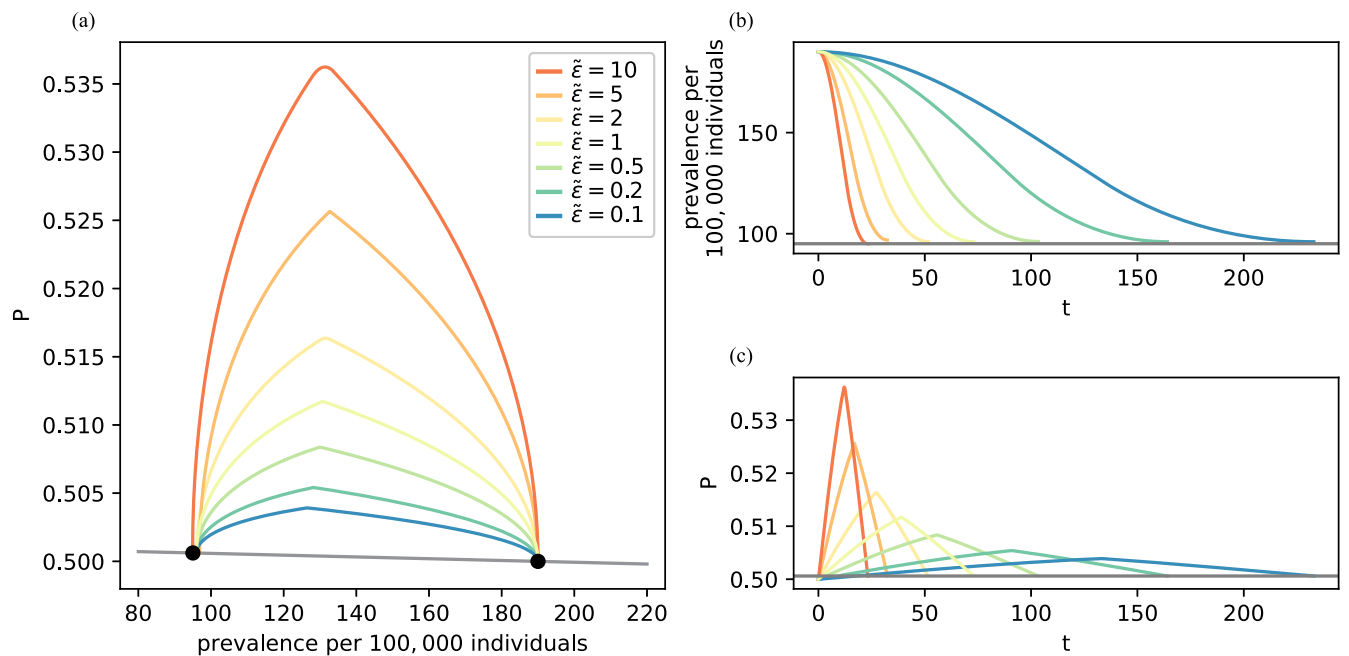 (a)
0.535
0.530
0.525
0.520
0.515
0.510
0.505
0.500
P
80 100 120 140 160 180 200 220
prevalence per 100,000 individuals
ε̃ = 10
ε̃ = 5
ε̃ = 2
ε̃ = 1
ε̃ = 0.5
ε̃ = 0.2
ε̃ = 0.1
(b)
prevalence per
100,000 individuals
150
100
0 50 100 150 200
t
(c)
P
0.53
0.52
0.51
0.50
0 50 100 150 200
t